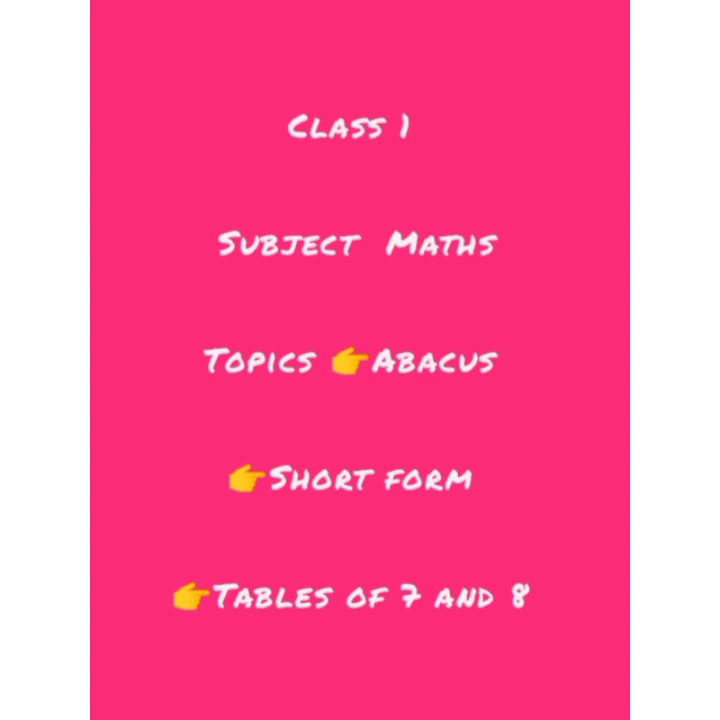 Class 1
Subject Maths
Topics 👉Abacus
👉Short form
👉Tables of 7 and 8